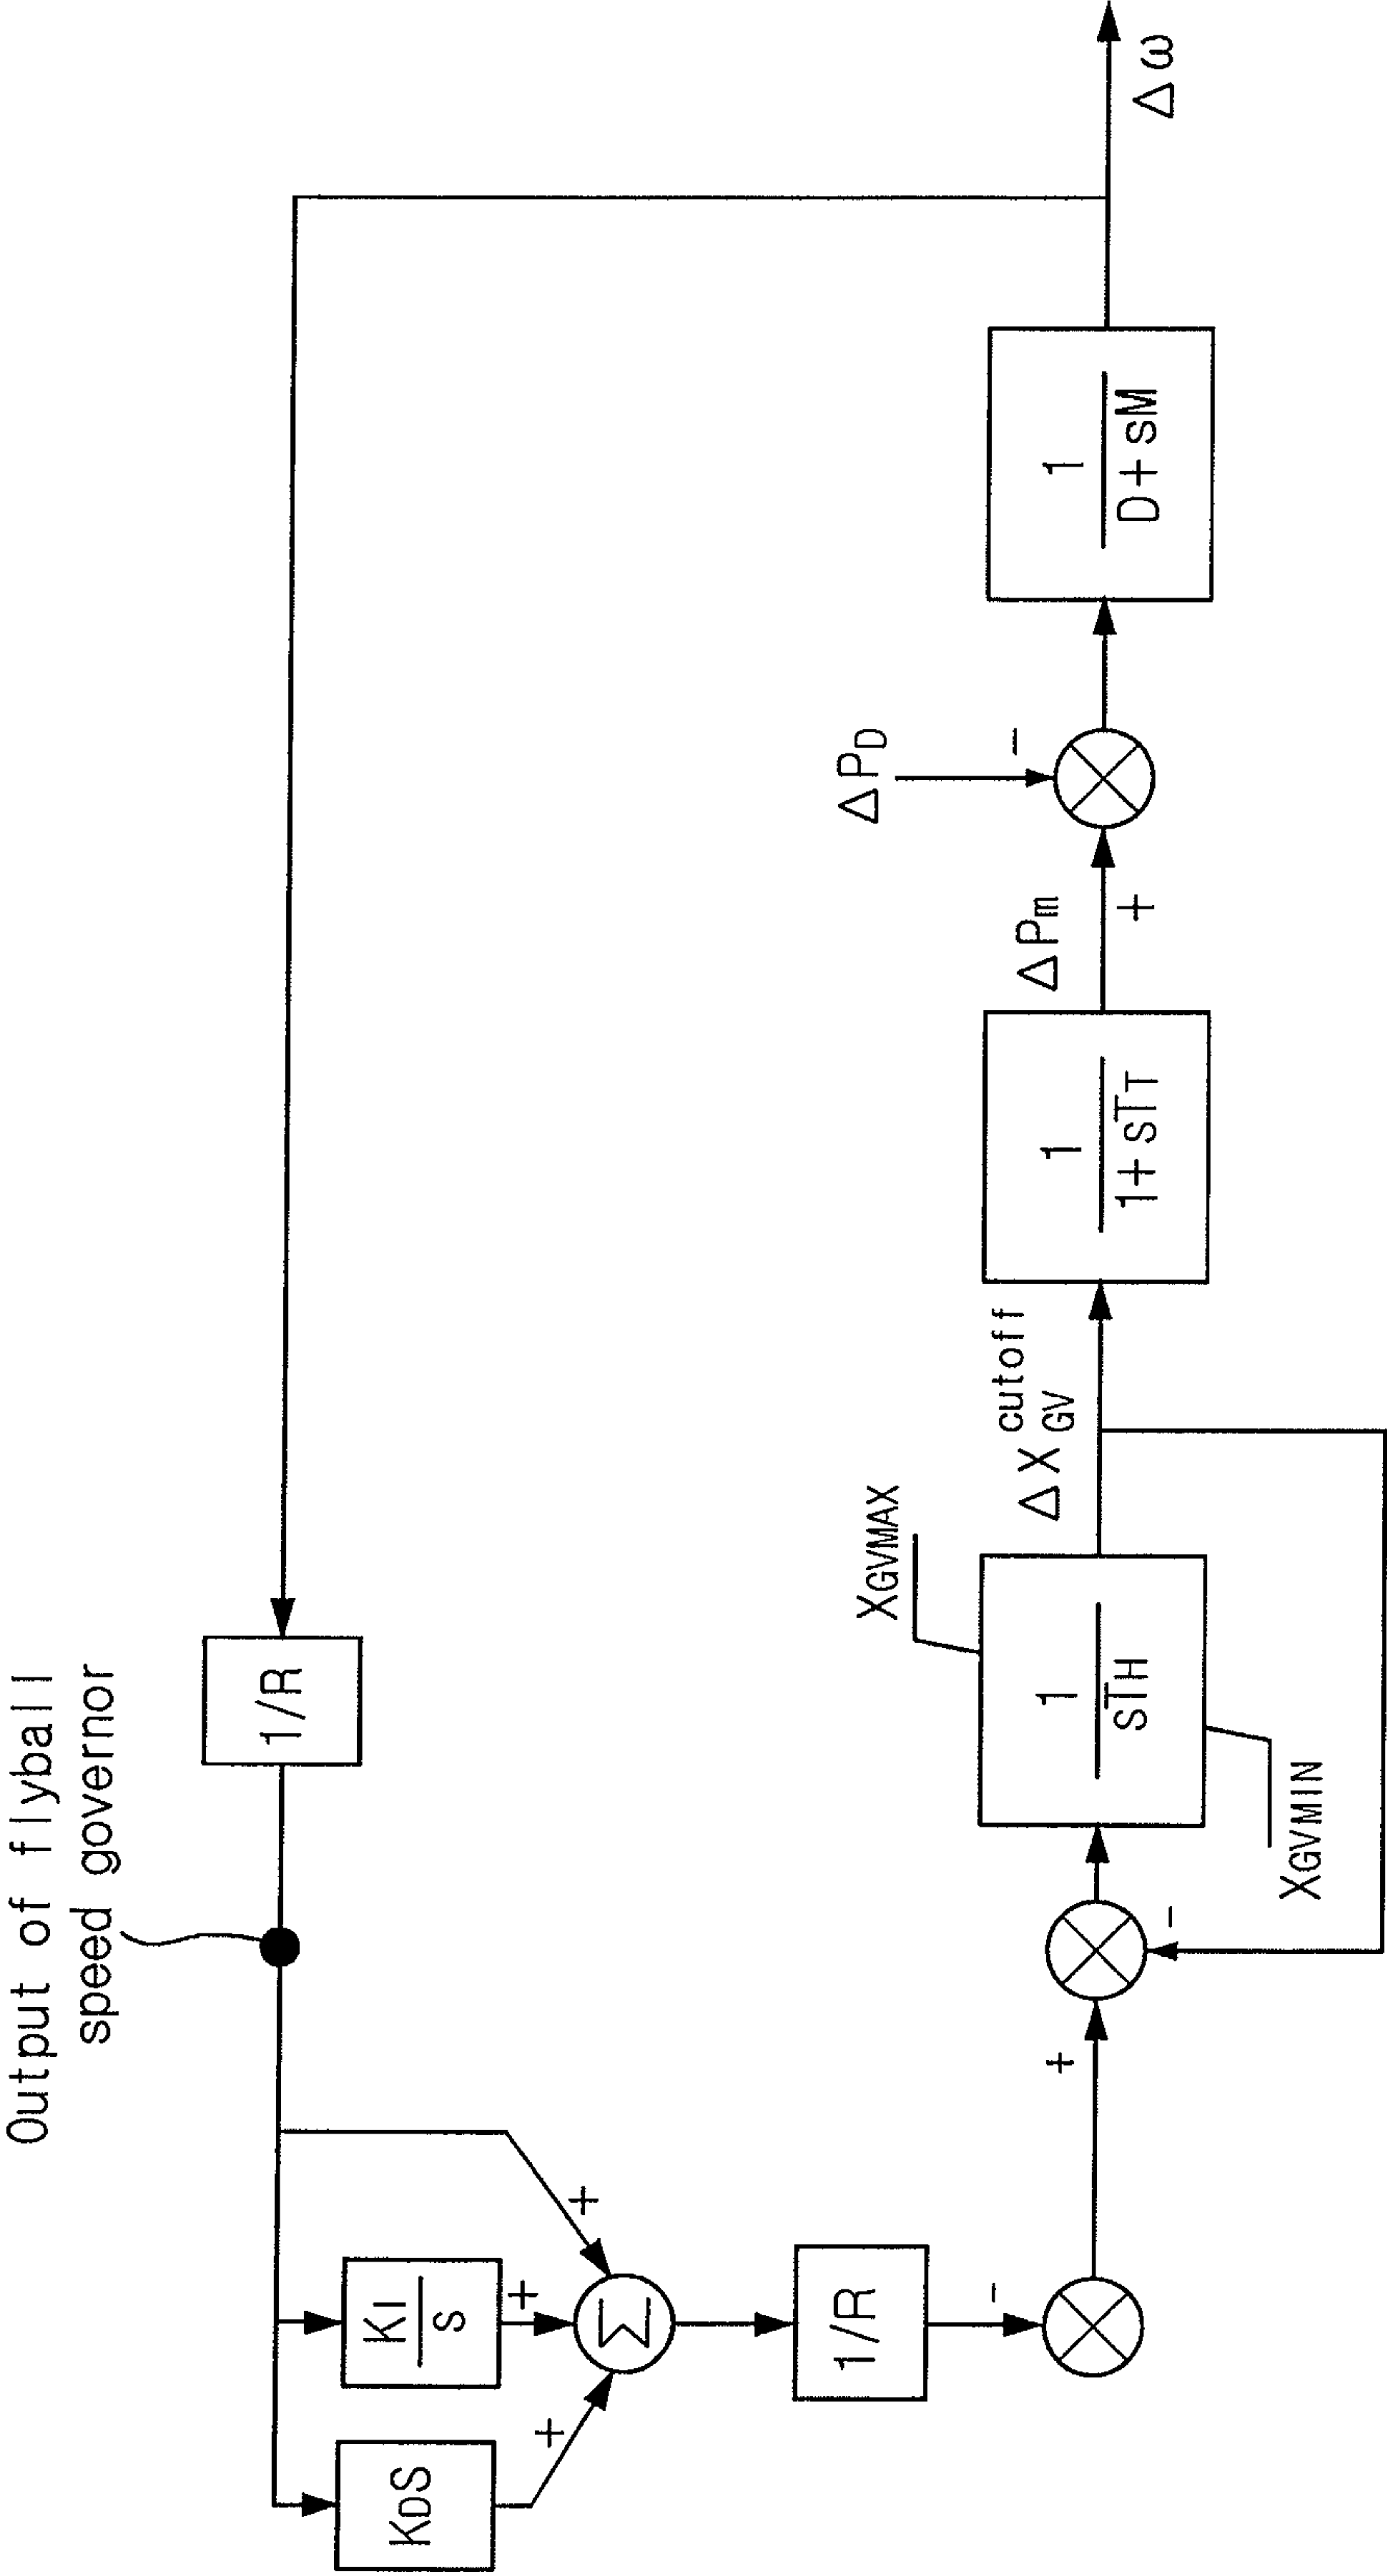 Output of flyball
speed governor
1/R
KDS
KI
s
+
+
+
Σ
1/R
-
+
-
1
sTH
XGVMAX
XGVMIN
ΔX GV cutoff
1
1+sTT
ΔPm
+
ΔPD
-
1
D+sM
Δω